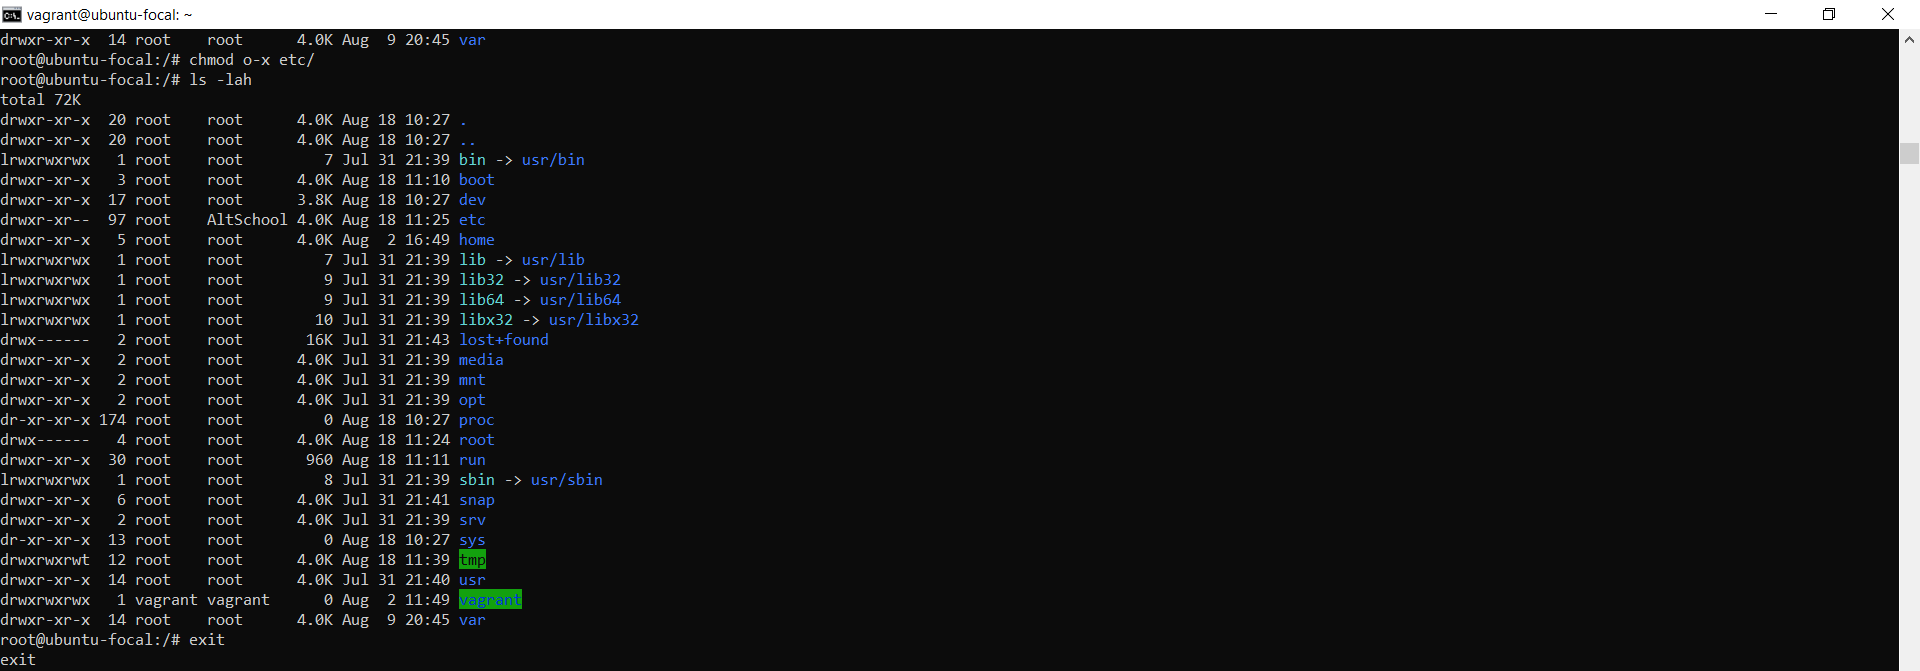 vagrant@ubuntu-focal: ~
drwxr-xr-x  14 root    root      4.0K Aug  9 20:45 var
root@ubuntu-focal:/# chmod o-x etc/
root@ubuntu-focal:/# ls -lah
total 72K
drwxr-xr-x  20 root    root      4.0K Aug 18 10:27 .
drwxr-xr-x  20 root    root      4.0K Aug 18 10:27 ..
lrwxrwxrwx   1 root    root         7 Jul 31 21:39 bin -> usr/bin
drwxr-xr-x   3 root    root      4.0K Aug 18 11:10 boot
drwxr-xr-x  17 root    root      3.8K Aug 18 10:27 dev
drwxr-xr--  97 root    AltSchool 4.0K Aug 18 11:25 etc
drwxr-xr-x   5 root    root      4.0K Aug  2 16:49 home
lrwxrwxrwx   1 root    root         7 Jul 31 21:39 lib -> usr/lib
lrwxrwxrwx   1 root    root         9 Jul 31 21:39 lib32 -> usr/lib32
lrwxrwxrwx   1 root    root         9 Jul 31 21:39 lib64 -> usr/lib64
lrwxrwxrwx   1 root    root        10 Jul 31 21:39 libx32 -> usr/libx32
drwx------   2 root    root       16K Jul 31 21:43 lost+found
drwxr-xr-x   2 root    root      4.0K Jul 31 21:39 media
drwxr-xr-x   2 root    root      4.0K Jul 31 21:39 mnt
drwxr-xr-x   2 root    root      4.0K Jul 31 21:39 opt
dr-xr-xr-x 174 root    root         0 Aug 18 10:27 proc
drwx------   4 root    root      4.0K Aug 18 11:24 root
drwxr-xr-x  30 root    root       960 Aug 18 11:11 run
lrwxrwxrwx   1 root    root         8 Jul 31 21:39 sbin -> usr/sbin
drwxr-xr-x   6 root    root      4.0K Jul 31 21:41 snap
drwxr-xr-x   2 root    root      4.0K Jul 31 21:39 srv
dr-xr-xr-x  13 root    root         0 Aug 18 10:27 sys
drwxrwxrwt  12 root    root      4.0K Aug 18 11:39 tmp
drwxr-xr-x  14 root    root      4.0K Jul 31 21:40 usr
drwxrwxrwx   1 vagrant vagrant      0 Aug  2 11:49 vagrant
drwxr-xr-x  14 root    root      4.0K Aug  9 20:45 var
root@ubuntu-focal:/# exit
exit